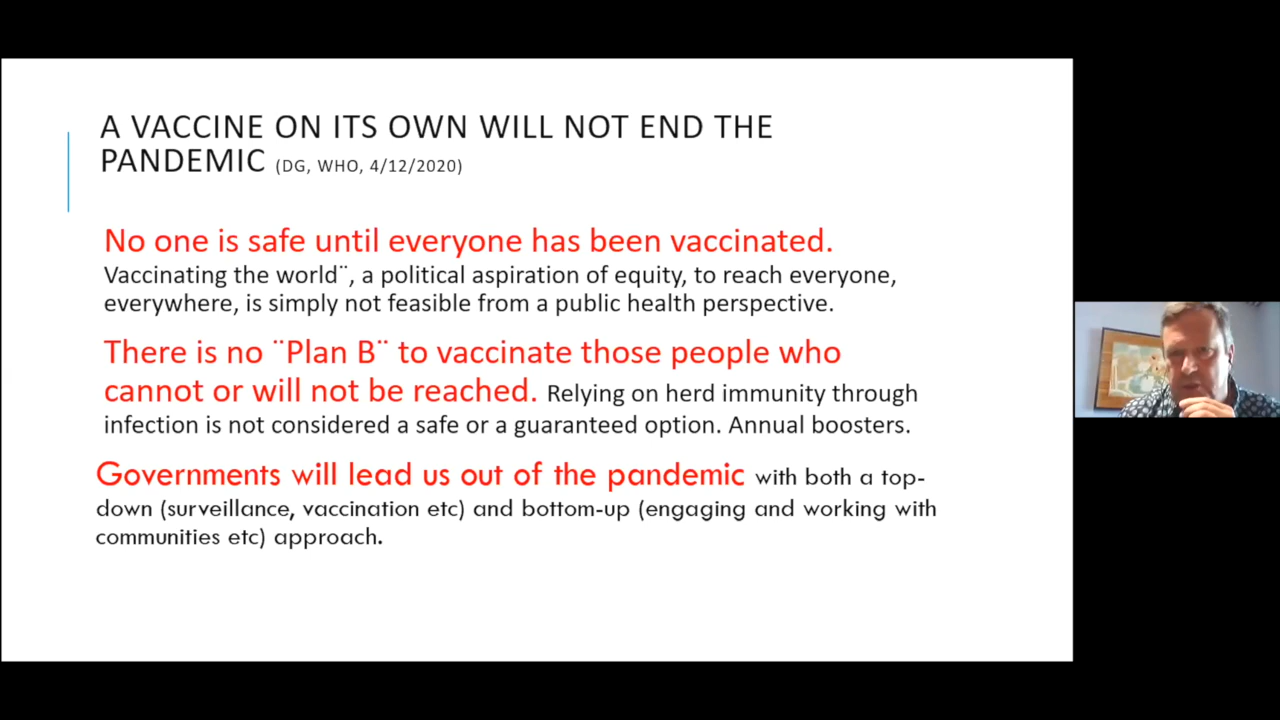 A VACCINE ON ITS OWN WILL NOT END THE
PANDEMIC (DG, WHO, 4/12/2020)
No one is safe until everyone has been vaccinated.
Vaccinating the world¨, a political aspiration of equity, to reach everyone,
everywhere, is simply not feasible from a public health perspective.
There is no ¨Plan B¨ to vaccinate those people who
cannot or will not be reached. Relying on herd immunity through
infection is not considered a safe or a guaranteed option. Annual boosters.
Governments will lead us out of the pandemic with both a top-
down (surveillance, vaccination etc) and bottom-up (engaging and working with
communities etc) approach.